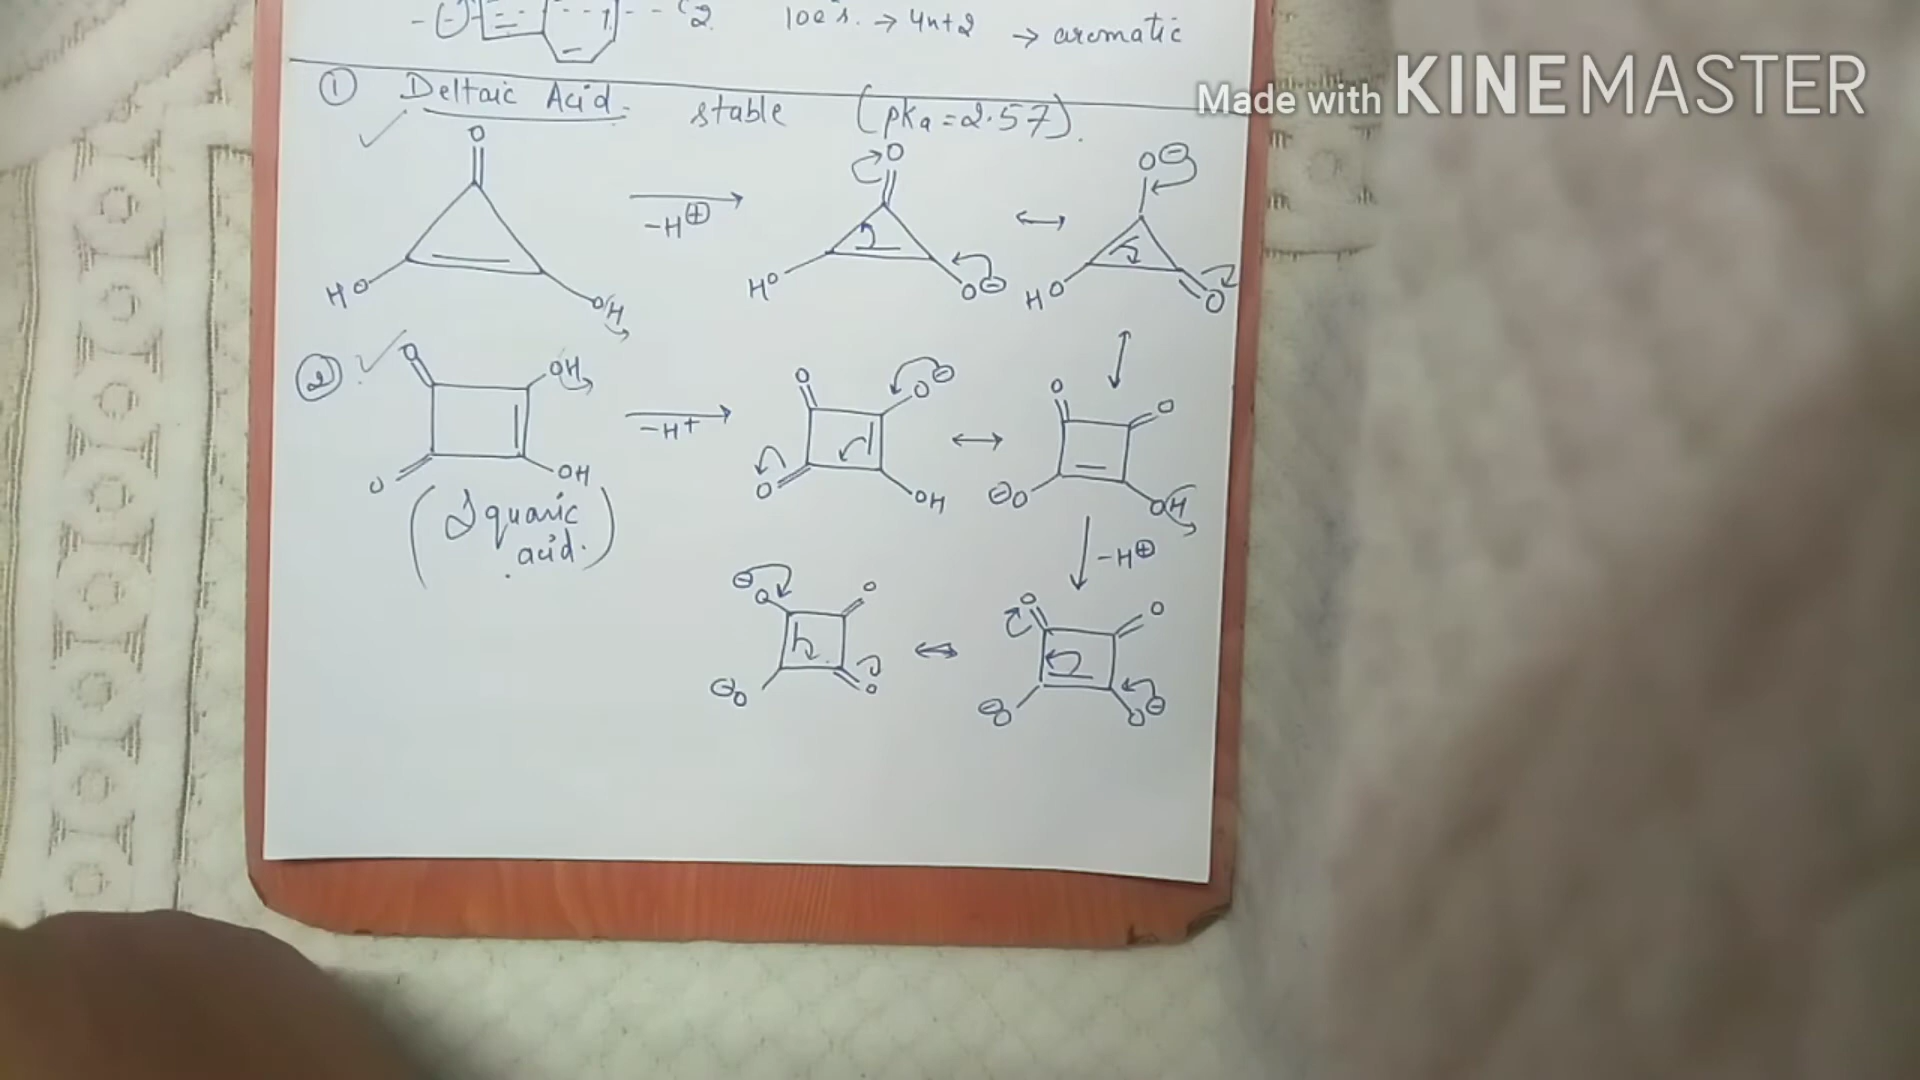 2 10e's. → 4n+2 → aromatic
Made with KINEMASTER
① Deltaic Acid. stable (pKa = 2.57).
O O O⊖
-H⊕
HO OH HO O⊖ HO O
②
O OH O O⊖ O O
-H+
O OH O OH ⊖O OH
(Squaric
acid.)
-H⊕
⊖O O O O
⊖O O ⊖O O⊖